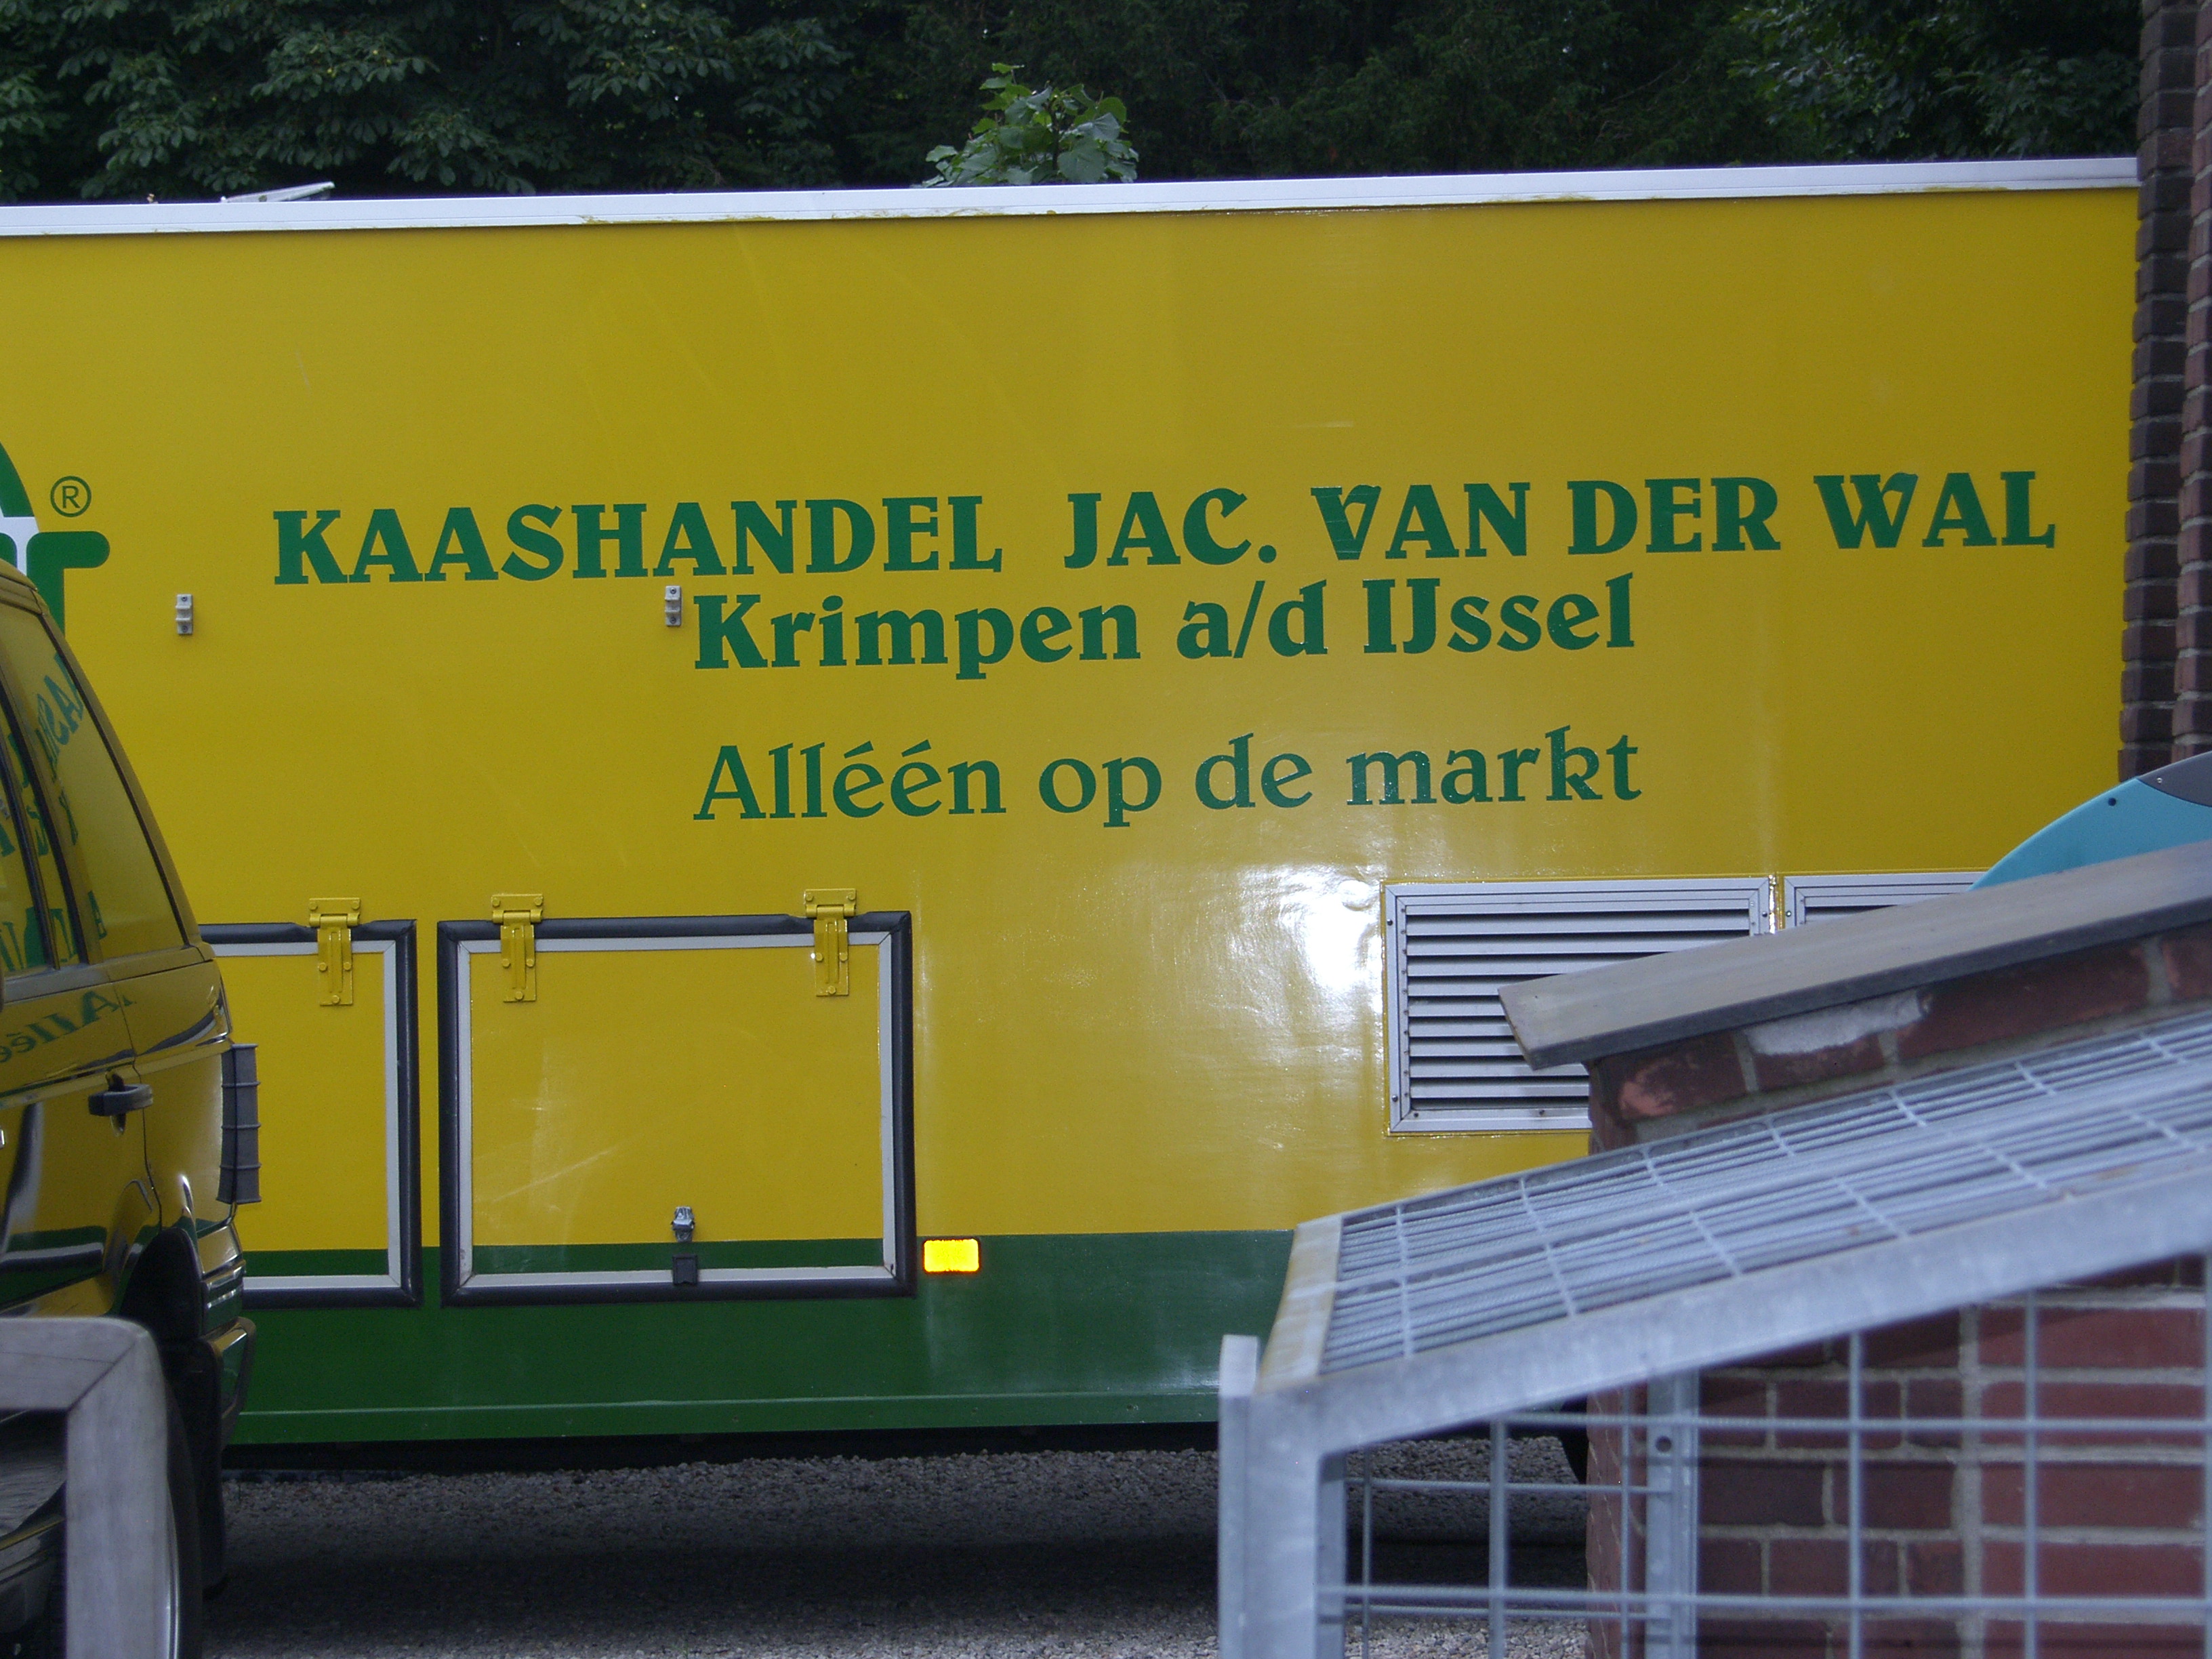 ®
KAASHANDEL JAC. VAN DER WAL
Krimpen a/d IJssel
Alléén op de markt